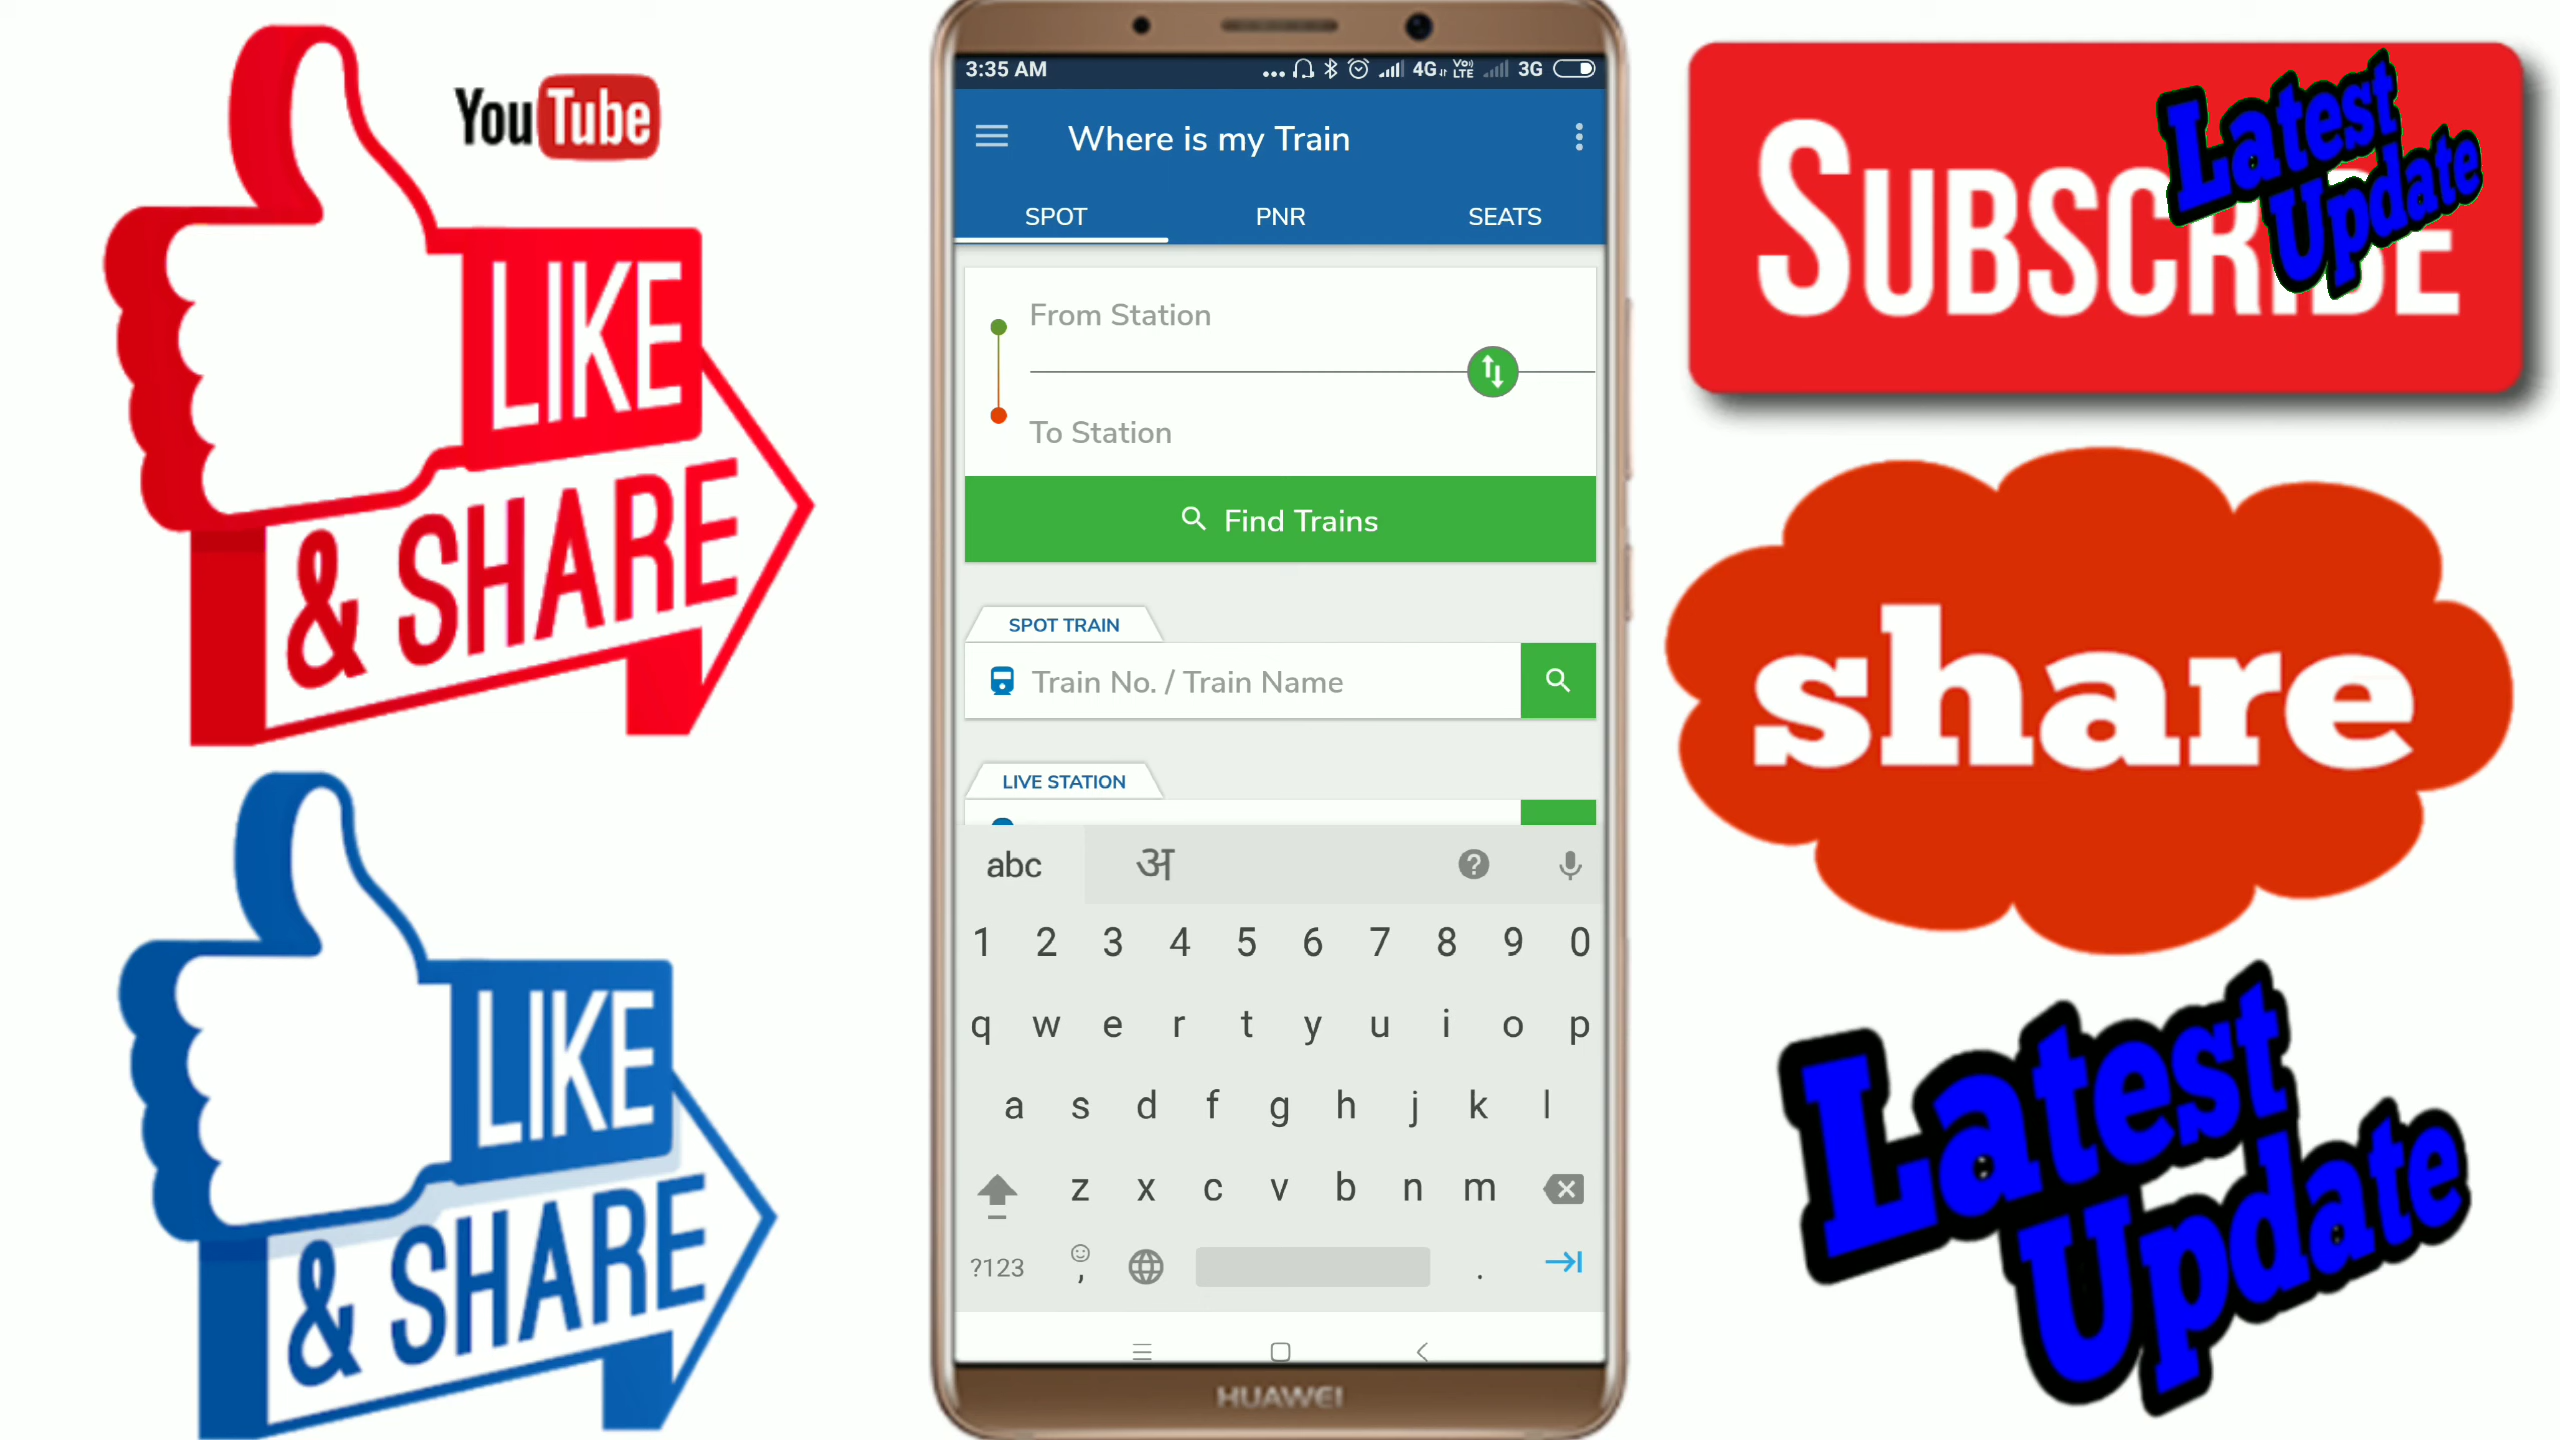 YouTube
LIKE
& SHARE
LIKE
& SHARE
3:35 AM
4G VoLTE 3G
Where is my Train
SPOT PNR SEATS
From Station
To Station
Find Trains
SPOT TRAIN
Train No. / Train Name
LIVE STATION
abc अ
1 2 3 4 5 6 7 8 9 0
q w e r t y u i o p
a s d f g h j k l
z x c v b n m
?123 , .
HUAWEI
SUBSCRIBE
Latest
Update
share
Latest
Update